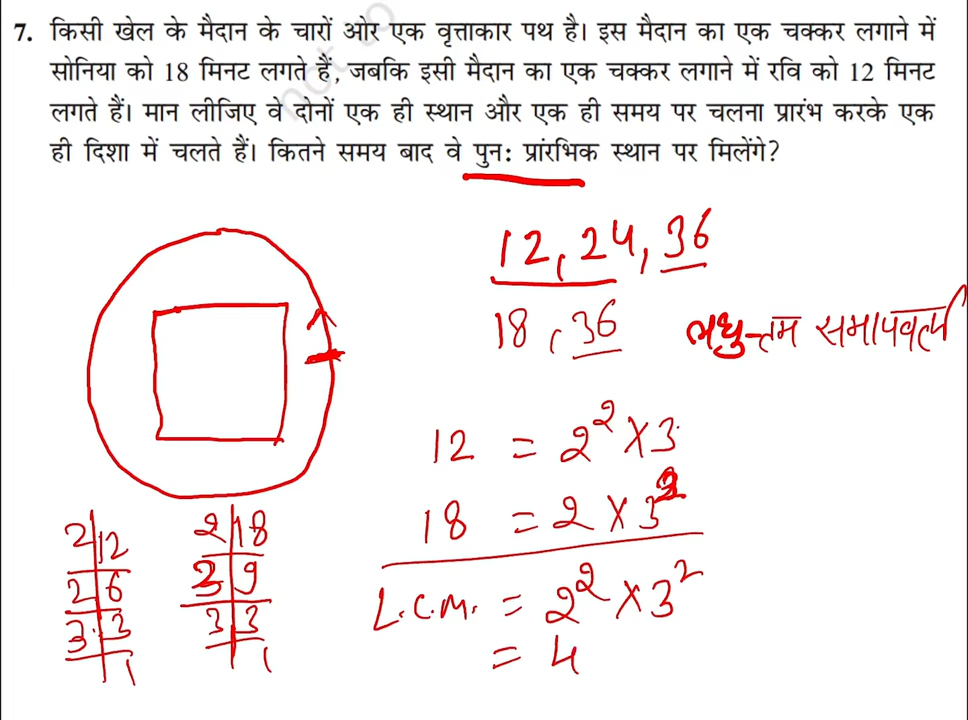 7. किसी खेल के मैदान के चारों ओर एक वृत्ताकार पथ है। इस मैदान का एक चक्कर लगाने में
सोनिया को 18 मिनट लगते हैं, जबकि इसी मैदान का एक चक्कर लगाने में रवि को 12 मिनट
लगते हैं। मान लीजिए वे दोनों एक ही स्थान और एक ही समय पर चलना प्रारंभ करके एक
ही दिशा में चलते हैं। कितने समय बाद वे पुन: प्रांरभिक स्थान पर मिलेंगे?
not to
12, 24, 36
18, 36
लघु-तम समापवर्त्य
12 = 2² × 3
18 = 2 × 3²
L.C.M. = 2² × 3²
= 4
2 | 12
2 | 6
3 | 3
1
2 | 18
3 | 9
3 | 3
1